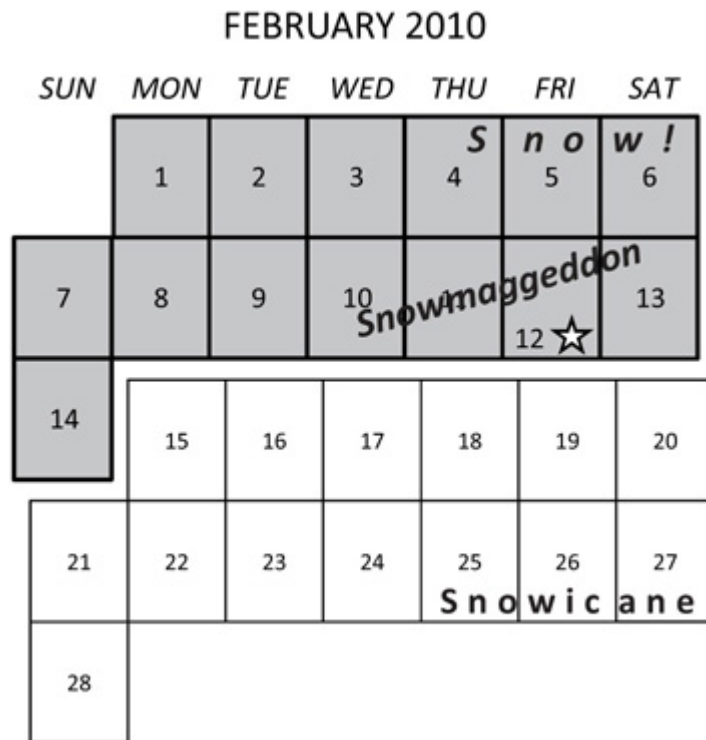 FEBRUARY 2010
SUN MON TUE WED THU FRI SAT
Snow!
1 2 3 4 5 6
7 8 9 10 11 12 13
Snowmaggeddon
14
15 16 17 18 19 20
21 22 23 24 25 26 27
Snowicane
28